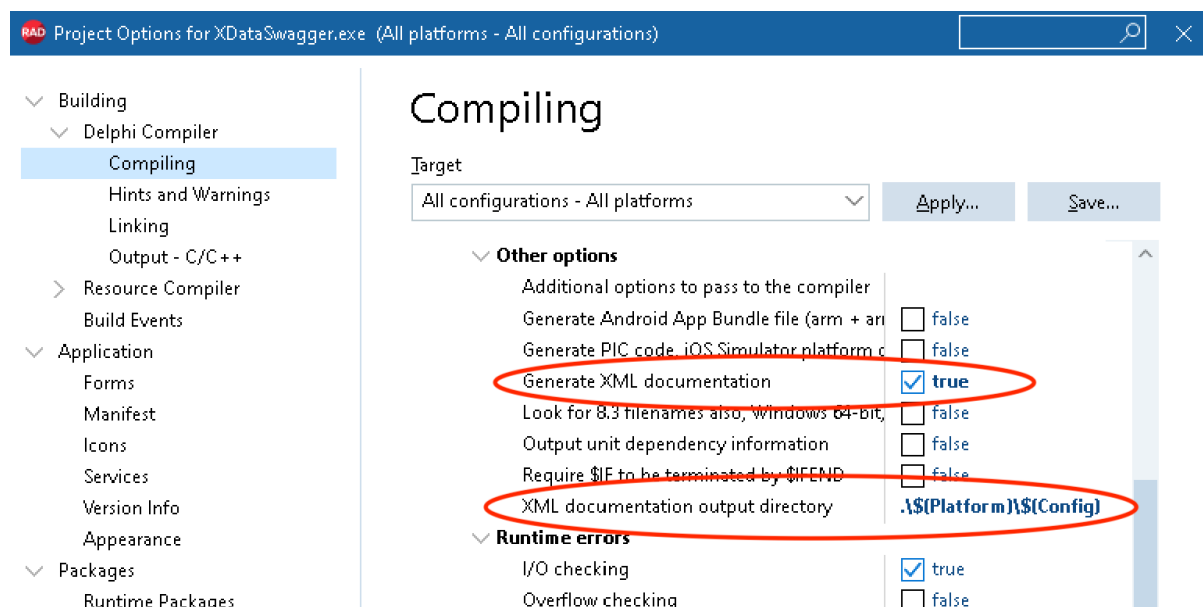 RAD Project Options for XDataSwagger.exe (All platforms - All configurations)
Building
Delphi Compiler
Compiling
Hints and Warnings
Linking
Output - C/C++
Resource Compiler
Build Events
Application
Forms
Manifest
Icons
Services
Version Info
Appearance
Packages
Runtime Packages
Compiling
Target
All configurations - All platforms
Apply...
Save...
Other options
Additional options to pass to the compiler
Generate Android App Bundle file (arm + arm false
Generate PIC code, iOS Simulator platform false
Generate XML documentation true
Look for 8.3 filenames also, Windows 64-bit, false
Output unit dependency information false
Require $IF to be terminated by $IFEND false
XML documentation output directory .\$(Platform)\$(Config)
Runtime errors
I/O checking true
Overflow checking false